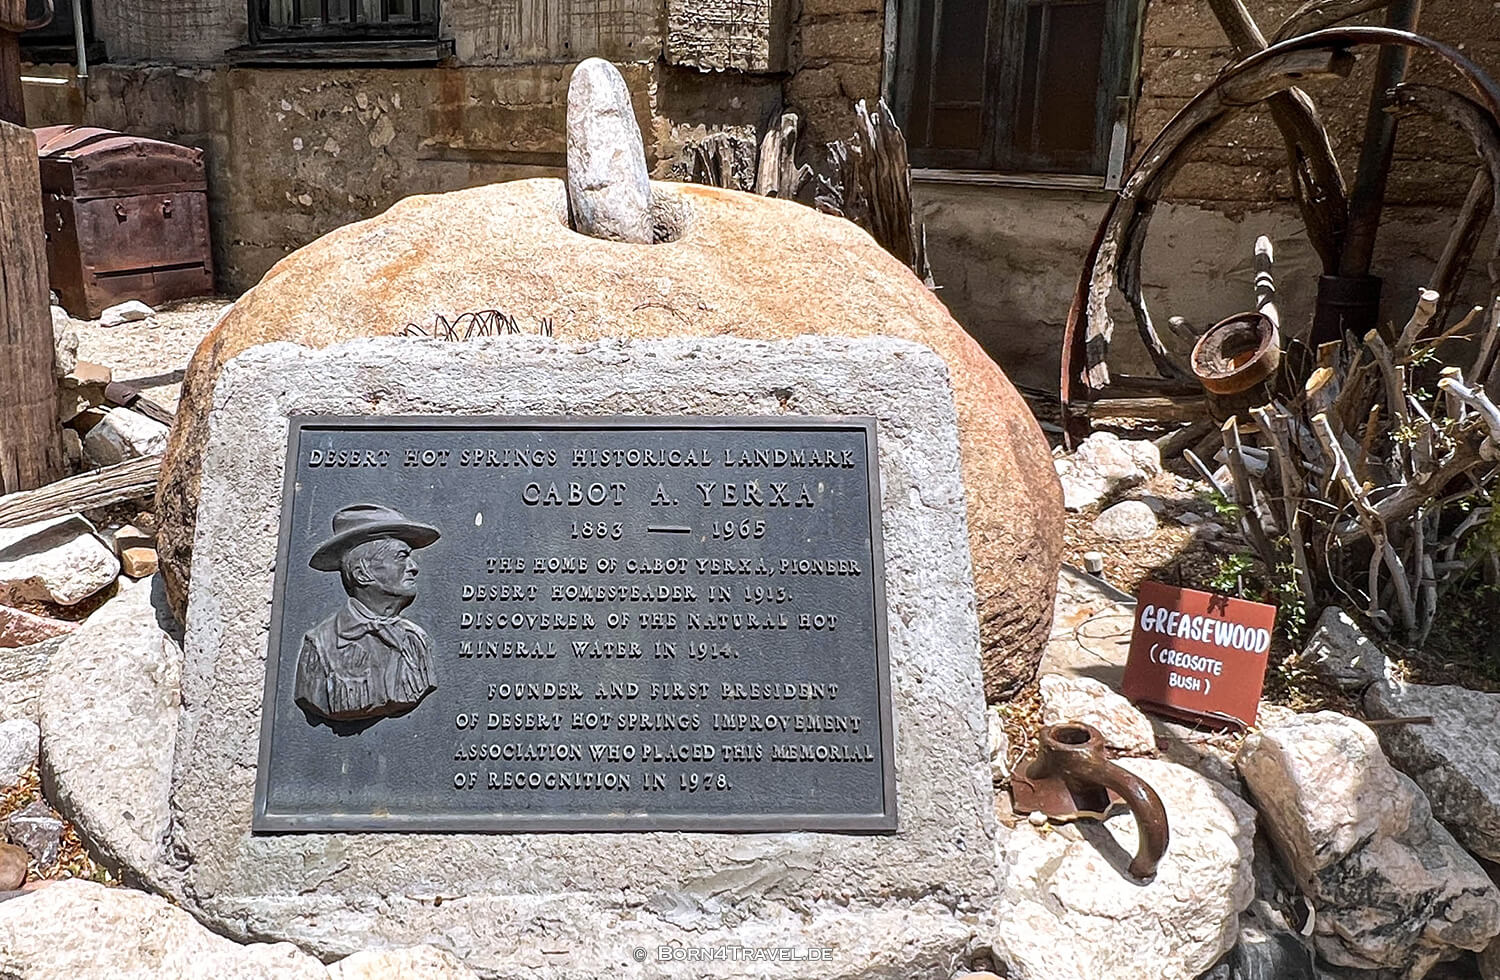 DESERT HOT SPRINGS HISTORICAL LANDMARK
CABOT A. YERXA
1883 — 1965
THE HOME OF CABOT YERXA, PIONEER
DESERT HOMESTEADER IN 1913.
DISCOVERER OF THE NATURAL HOT
MINERAL WATER IN 1914.
FOUNDER AND FIRST PRESIDENT
OF DESERT HOT SPRINGS IMPROVEMENT
ASSOCIATION WHO PLACED THIS MEMORIAL
OF RECOGNITION IN 1978.
GREASEWOOD
(CREOSOTE
BUSH)
© BORN4TRAVEL.DE